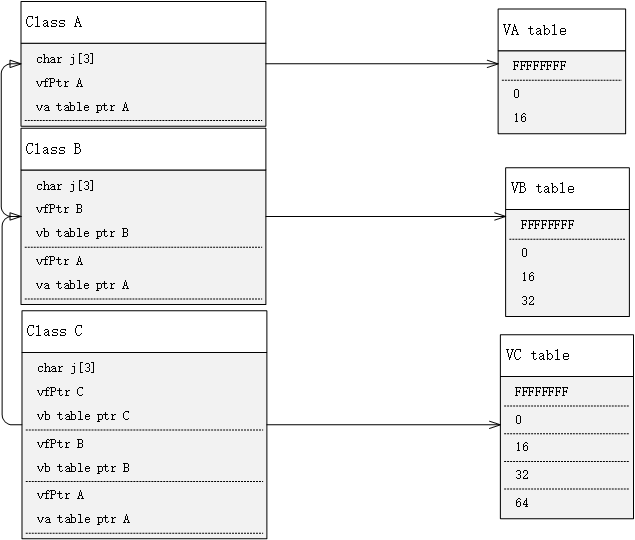 Class A
char j[3]
vfPtr A
va table ptr A
VA table
FFFFFFFF
0
16
Class B
char j[3]
vfPtr B
vb table ptr B
vfPtr A
va table ptr A
VB table
FFFFFFFF
0
16
32
Class C
char j[3]
vfPtr C
vb table ptr C
vfPtr B
vb table ptr B
vfPtr A
va table ptr A
VC table
FFFFFFFF
0
16
32
64